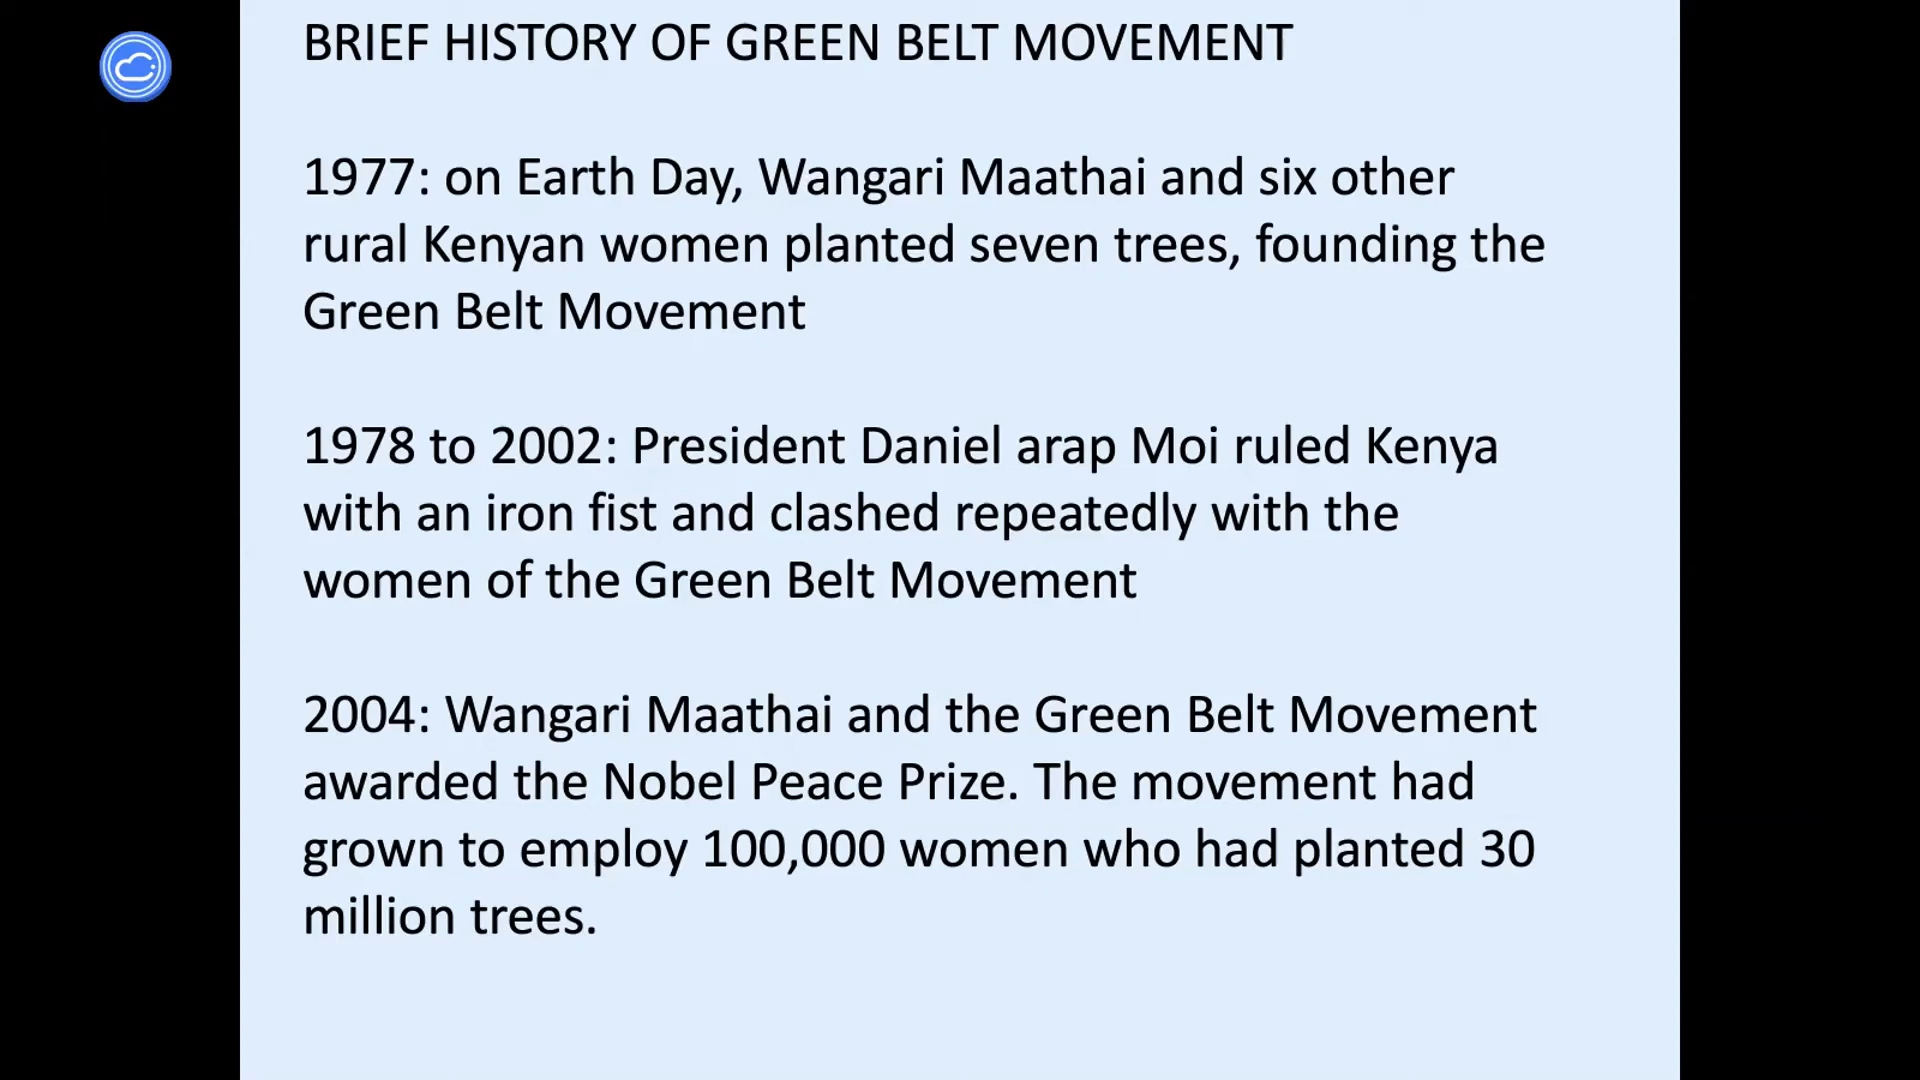 BRIEF HISTORY OF GREEN BELT MOVEMENT
1977: on Earth Day, Wangari Maathai and six other
rural Kenyan women planted seven trees, founding the
Green Belt Movement
1978 to 2002: President Daniel arap Moi ruled Kenya
with an iron fist and clashed repeatedly with the
women of the Green Belt Movement
2004: Wangari Maathai and the Green Belt Movement
awarded the Nobel Peace Prize. The movement had
grown to employ 100,000 women who had planted 30
million trees.